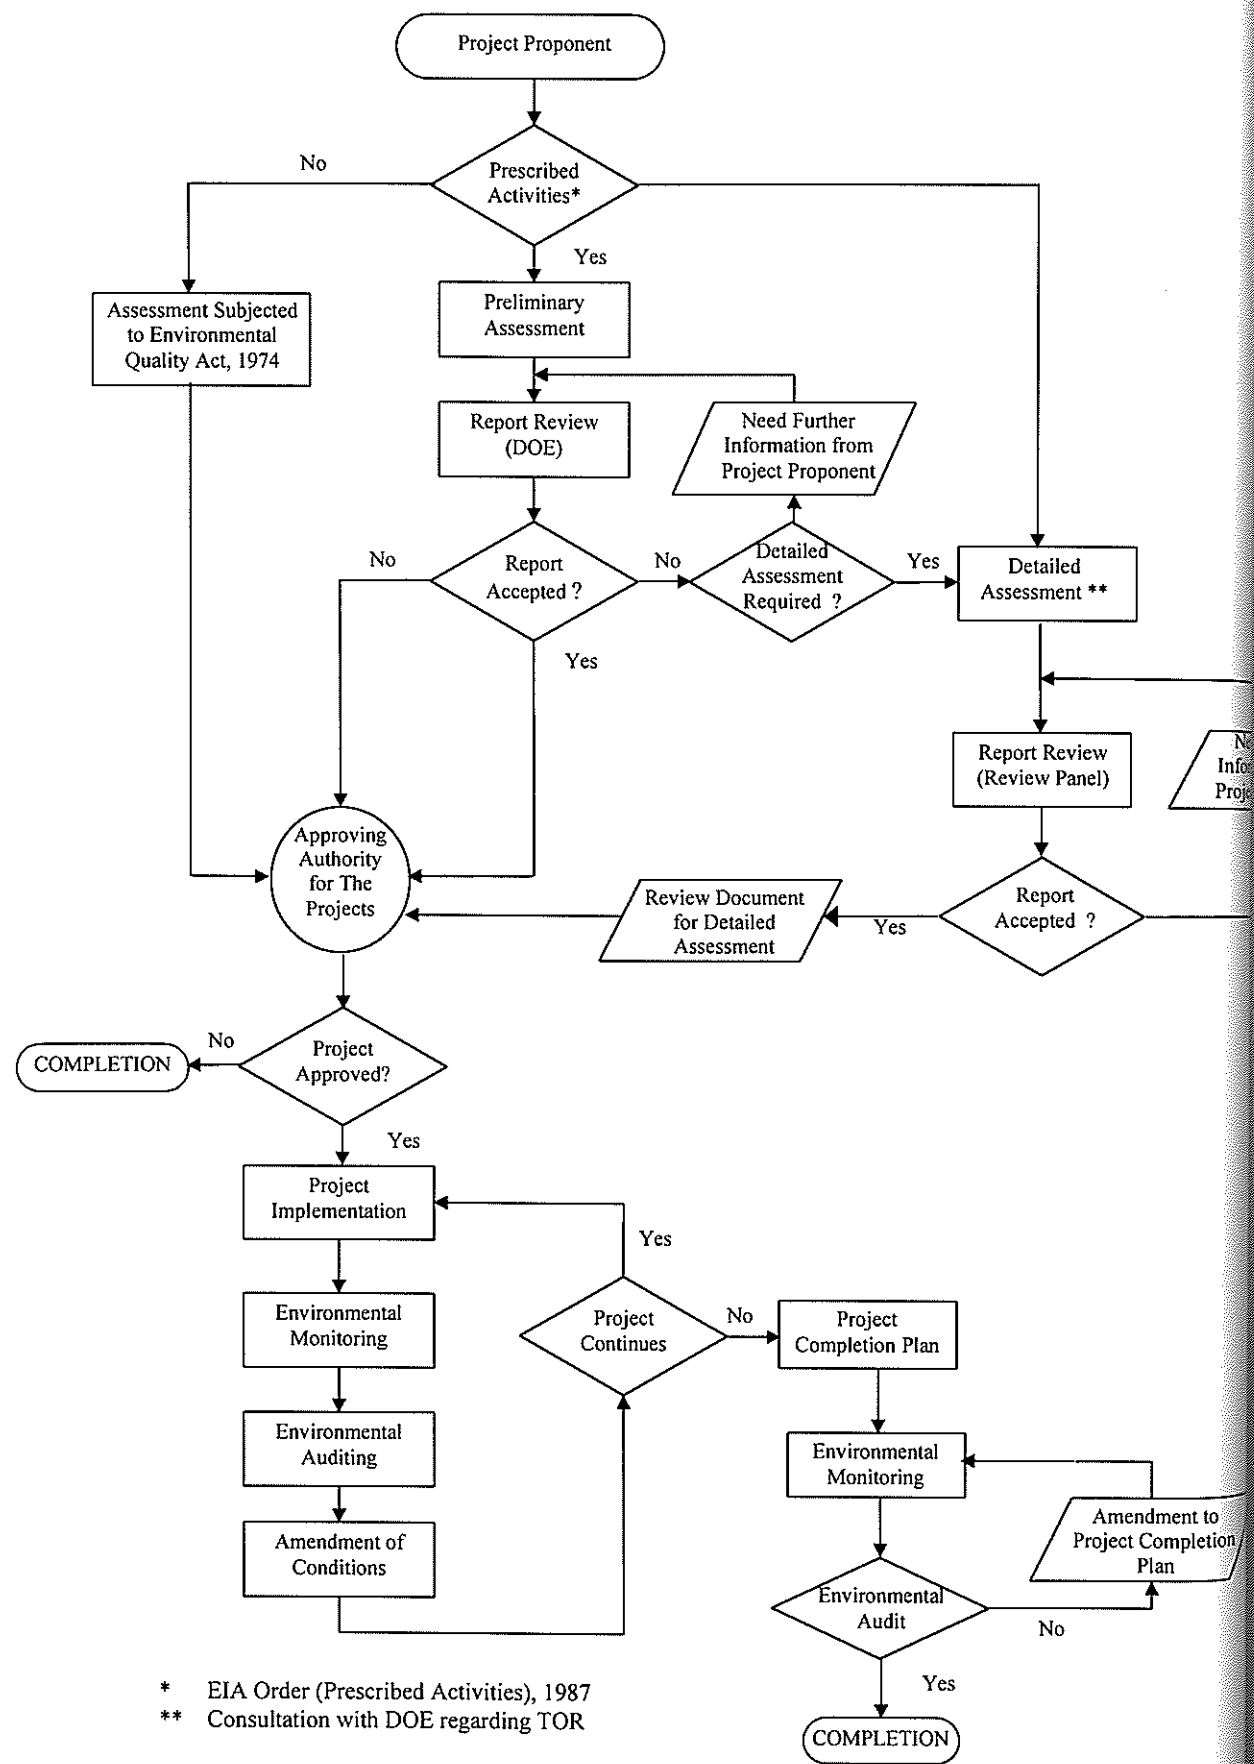 Project Proponent
No
Prescribed
Activities*
Yes
Assessment Subjected
to Environmental
Quality Act, 1974
Preliminary
Assessment
Report Review
(DOE)
Need Further
Information from
Project Proponent
No
Report
Accepted ?
No
Detailed
Assessment
Required ?
Yes
Detailed
Assessment **
Yes
Report Review
(Review Panel)
Approving
Authority
for The
Projects
Review Document
for Detailed
Assessment
Yes
Report
Accepted ?
COMPLETION
No
Project
Approved?
Yes
Project
Implementation
Yes
Environmental
Monitoring
Project
Continues
No
Project
Completion Plan
Environmental
Auditing
Environmental
Monitoring
Amendment of
Conditions
Amendment to
Project Completion
Plan
Environmental
Audit
No
Yes
COMPLETION
* EIA Order (Prescribed Activities), 1987
** Consultation with DOE regarding TOR